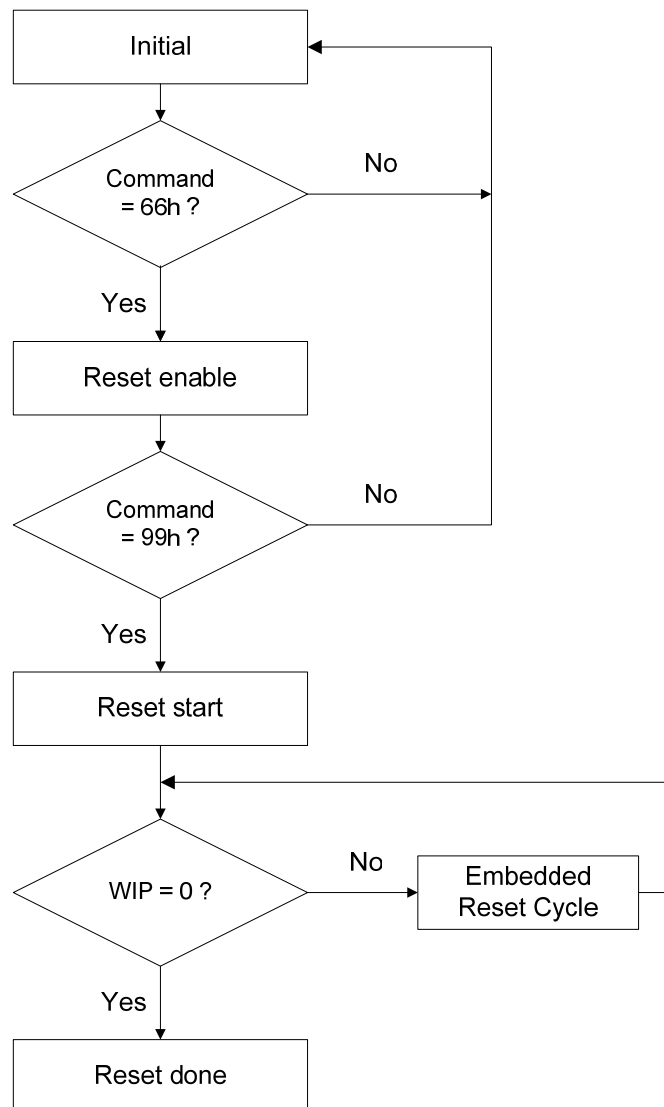 Initial
Command
= 66h ?
No
Yes
Reset enable
Command
= 99h ?
No
Yes
Reset start
WIP = 0 ?
No
Embedded
Reset Cycle
Yes
Reset done